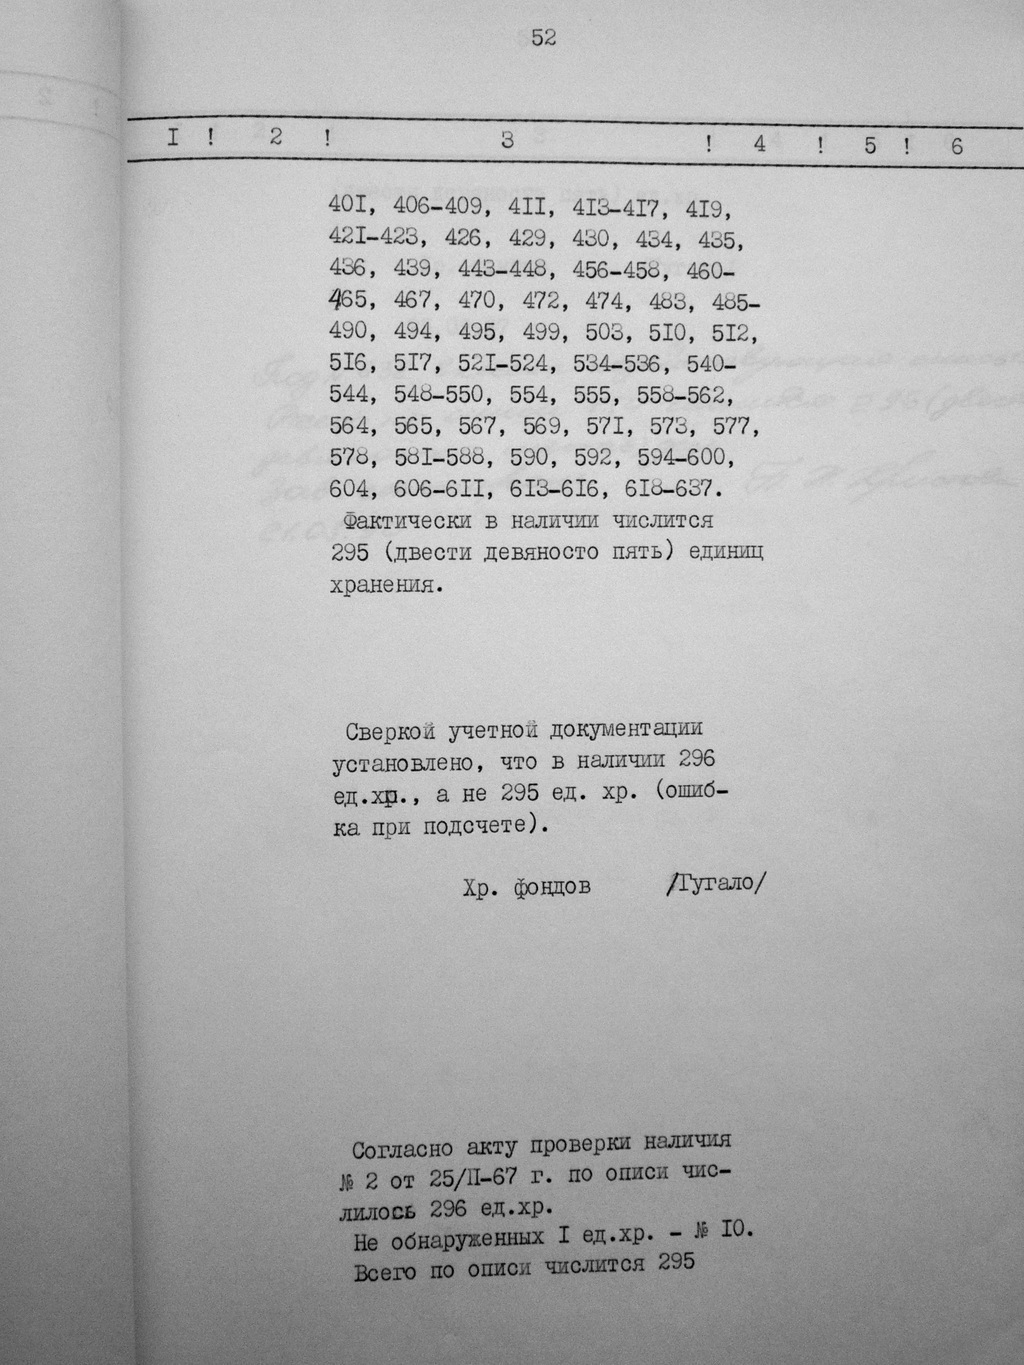 52
I ! 2 ! 3 ! 4 ! 5 ! 6
40I, 406-409, 4II, 4I3-4I7, 4I9,
42I-423, 426, 429, 430, 434, 435,
436, 439, 443-448, 456-458, 460-
465, 467, 470, 472, 474, 483, 485-
490, 494, 495, 499, 503, 5I0, 5I2,
5I6, 5I7, 52I-524, 534-536, 540-
544, 548-550, 554, 555, 558-562,
564, 565, 567, 569, 57I, 573, 577,
578, 58I-588, 590, 592, 594-600,
604, 606-6II, 6I3-6I6, 6I8-637.
Фактически в наличии числится
295 (двести девяносто пять) единиц
хранения.
Сверкой учетной документации
установлено, что в наличии 296
ед.хр., а не 295 ед. хр. (ошиб-
ка при подсчете).
Хр. фондов /Гугало/
Согласно акту проверки наличия
№ 2 от 25/II-67 г. по описи чис-
лилось 296 ед.хр.
Не обнаруженных I ед.хр. - № I0.
Всего по описи числится 295